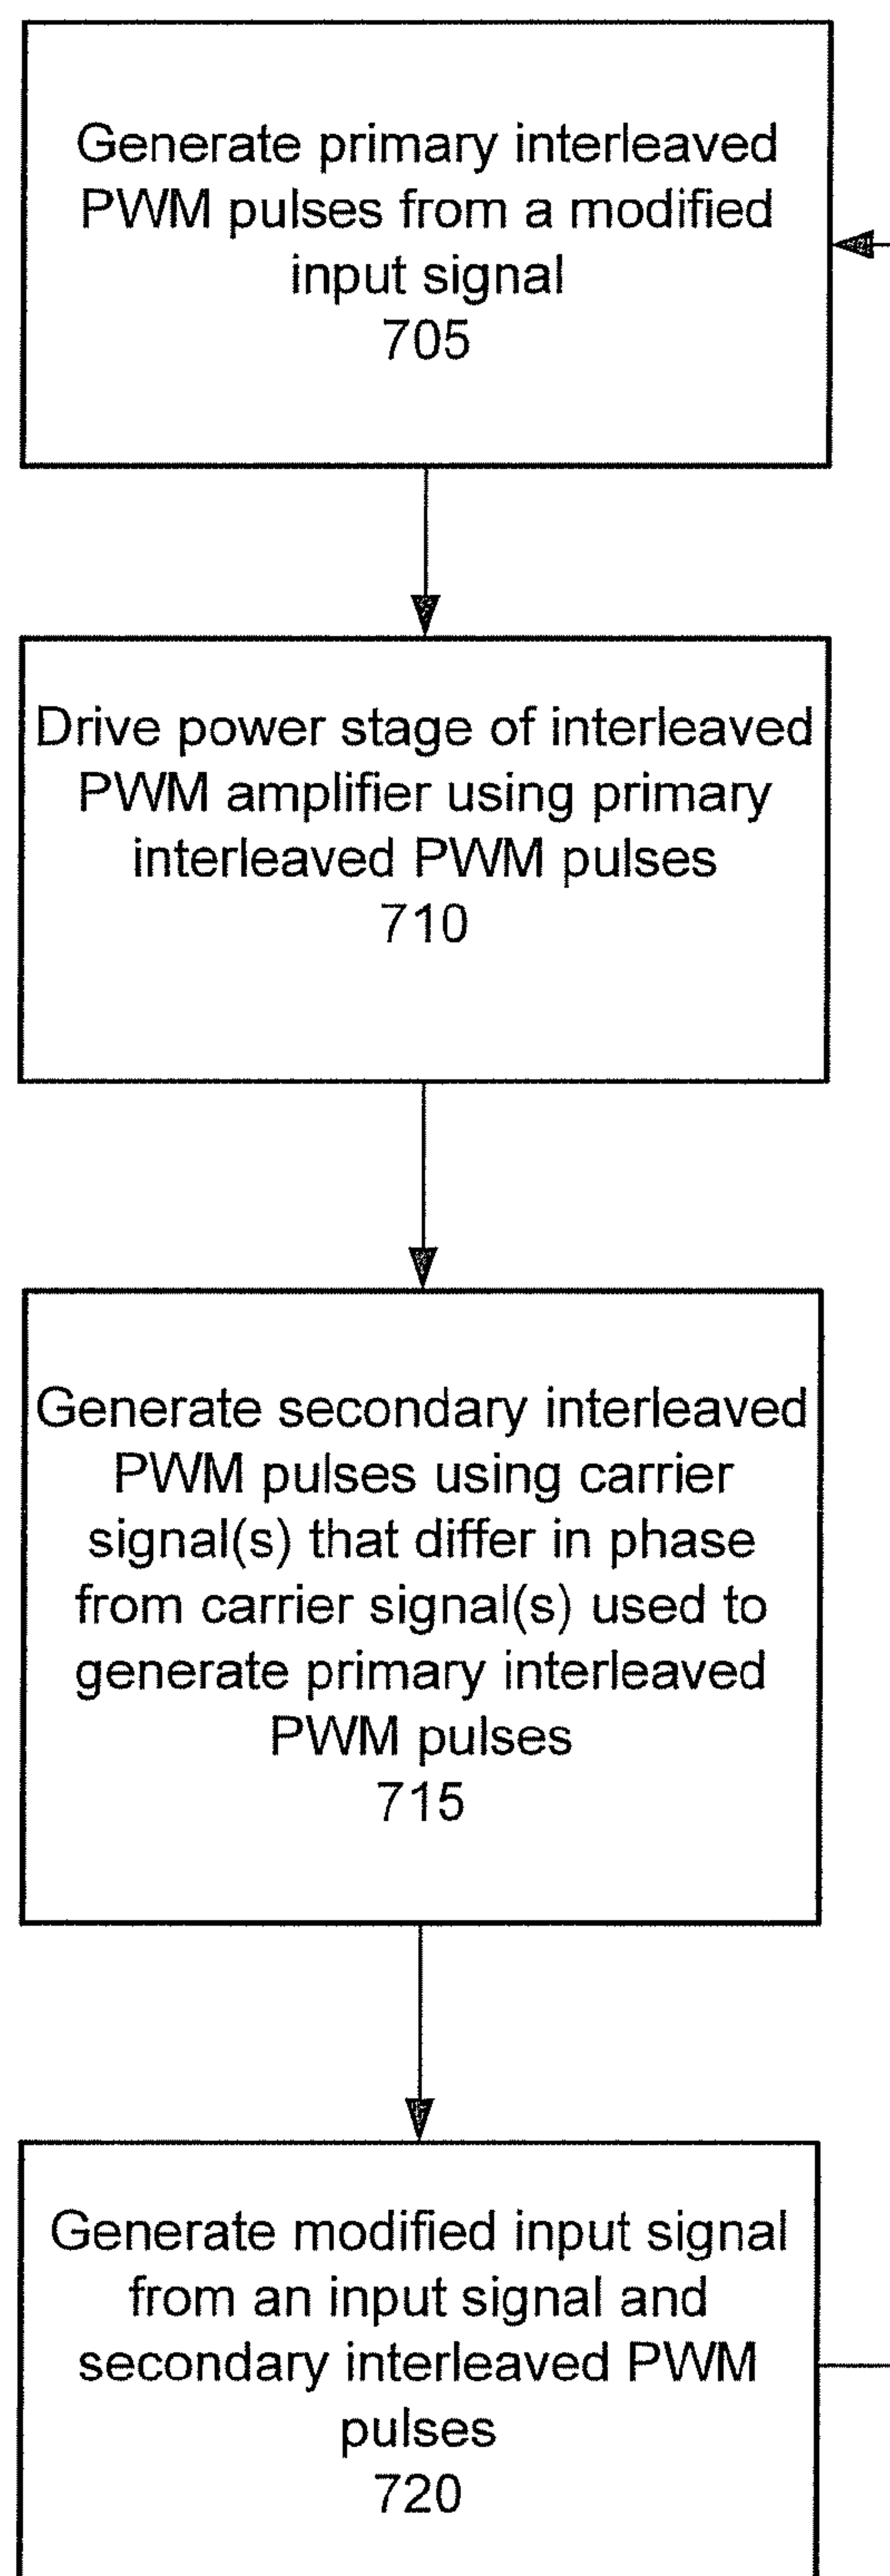 Generate primary interleaved
PWM pulses from a modified
input signal
705
Drive power stage of interleaved
PWM amplifier using primary
interleaved PWM pulses
710
Generate secondary interleaved
PWM pulses using carrier
signal(s) that differ in phase
from carrier signal(s) used to
generate primary interleaved
PWM pulses
715
Generate modified input signal
from an input signal and
secondary interleaved PWM
pulses
720